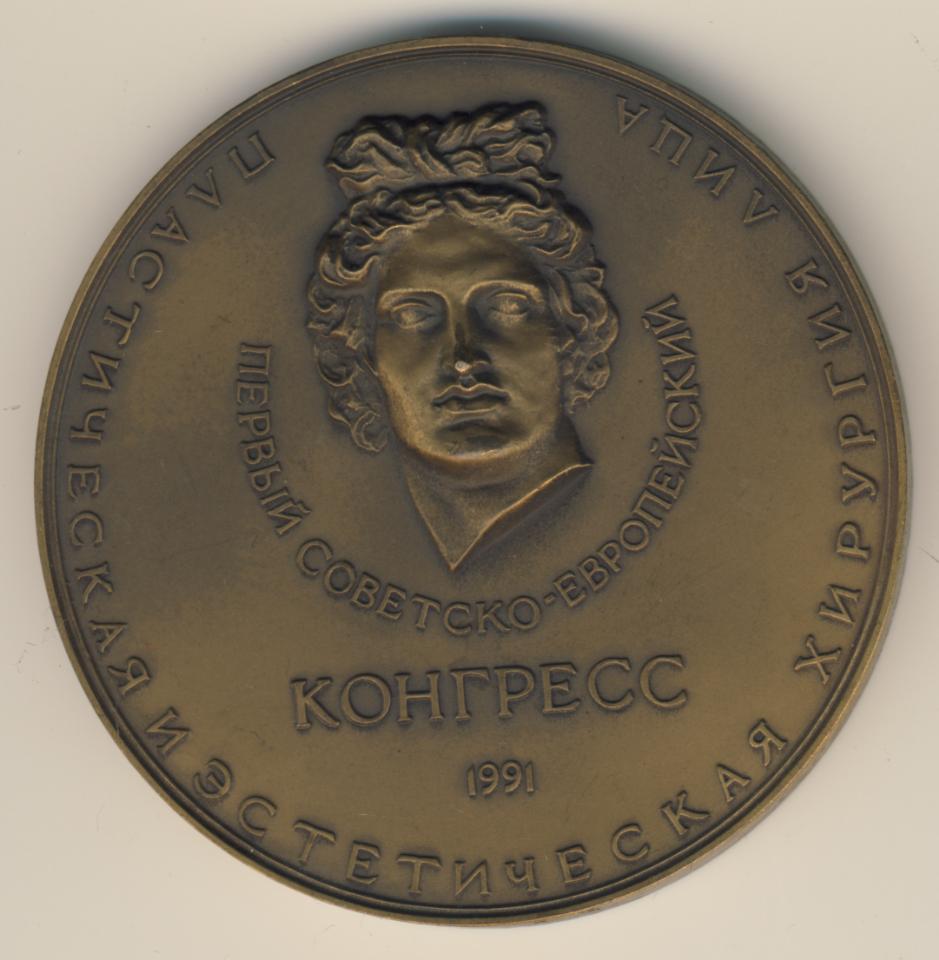 ПЛАСТИЧЕСКАЯ И ЭСТЕТИЧЕСКАЯ ХИРУРГИЯ ЛИЦА
ПЕРВЫЙ СОВЕТСКО-ЕВРОПЕЙСКИЙ
КОНГРЕСС
1991